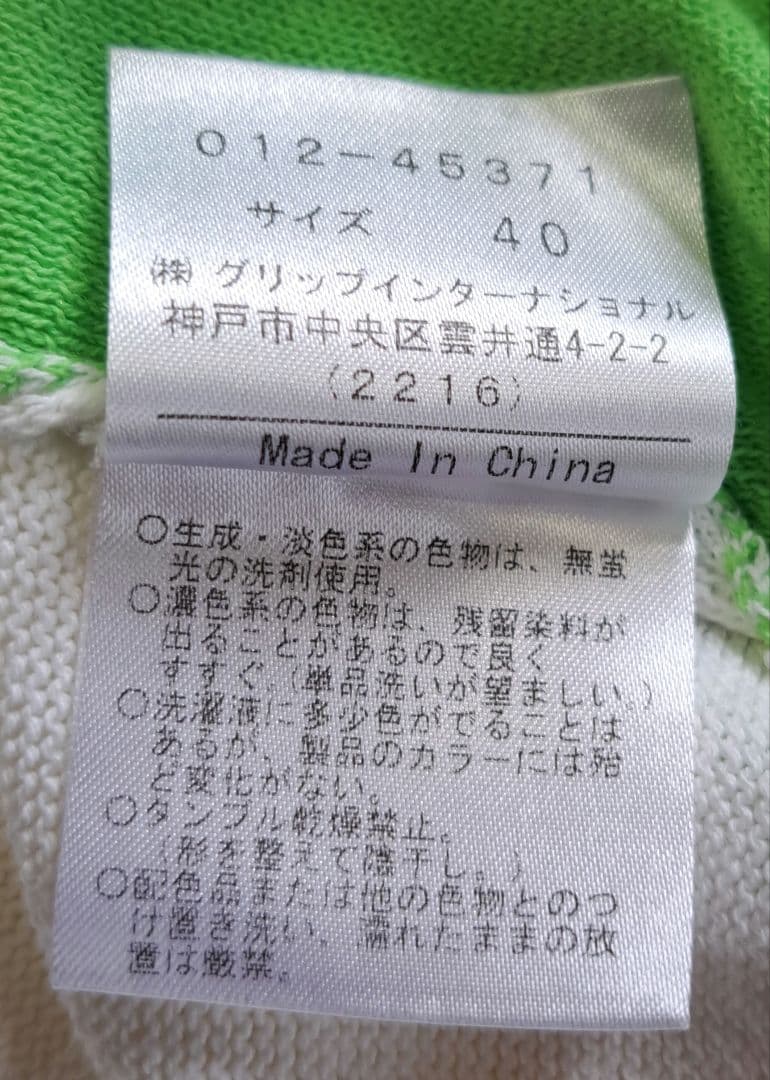 012-45371
サイズ 40
㈱グリップインターナショナル
神戸市中央区雲井通4-2-2
(2216)
Made In China
○生成・淡色系の色物は、無蛍
光の洗剤使用。
○濃色系の色物は、残留染料が
出ることがあるので良く
すすぐ。(単品洗いが望ましい。)
○洗濯液に多少色がでることは
あるが、製品のカラーには殆
ど変化がない。
○タンブル乾燥禁止。
(形を整えて陰干し。)
○配色品または他の色物とのつ
け置き洗い、濡れたままの放
置は厳禁。